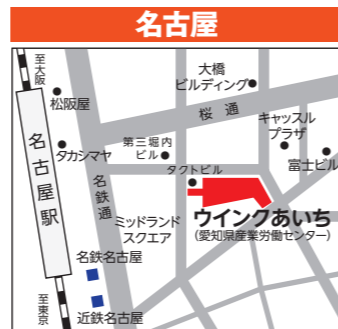 名古屋
至大阪
松阪屋
大橋
ビルディング
桜通
キャッスル
プラザ
富士ビル
第三堀内
ビル
タカシマヤ
タクトビル
名古屋駅
名鉄通
ミッドランド
スクエア
ウインクあいち
(愛知県産業労働センター)
名鉄名古屋
近鉄名古屋
至東京